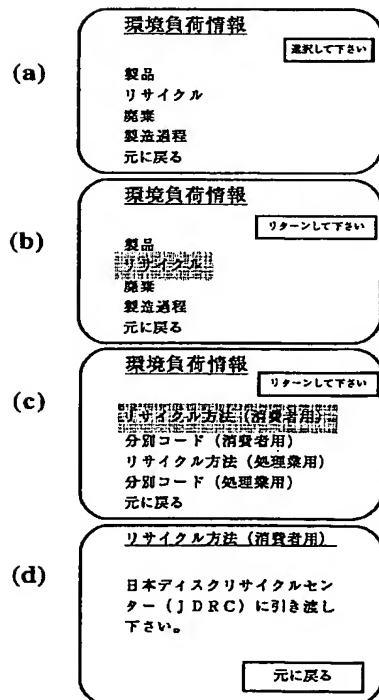 (a)
環境負荷情報
選択して下さい
製品
リサイクル
廃棄
製造過程
元に戻る
(b)
環境負荷情報
リターンして下さい
製品
リサイクル
廃棄
製造過程
元に戻る
(c)
環境負荷情報
リターンして下さい
リサイクル方法（消費者用）
分別コード（消費者用）
リサイクル方法（処理業用）
分別コード（処理業用）
元に戻る
(d)
リサイクル方法（消費者用）
日本ディスクリサイクルセン
ター（ＪＤＲＣ）に引き渡し
下さい。
元に戻る